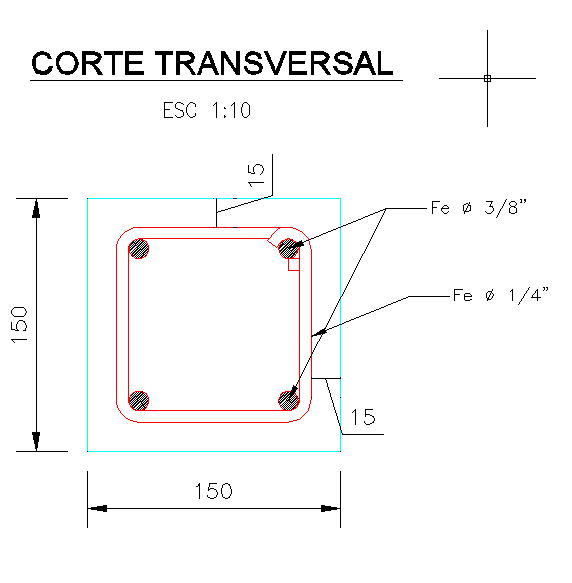 CORTE TRANSVERSAL
ESC 1:10
15
Fe ø 3/8"
Fe ø 1/4"
150
15
150